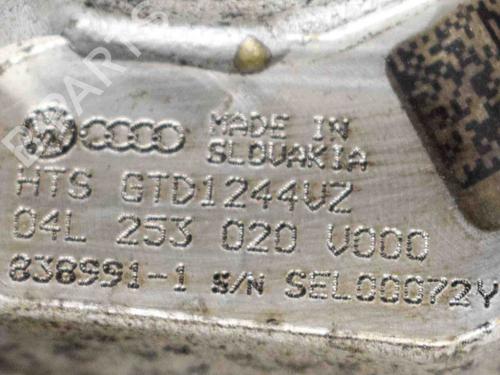 MADE IN
SLOVAKIA
HTS GTD1244VZ
04L 253 020 V000
838991-1 S/N SEL00072Y